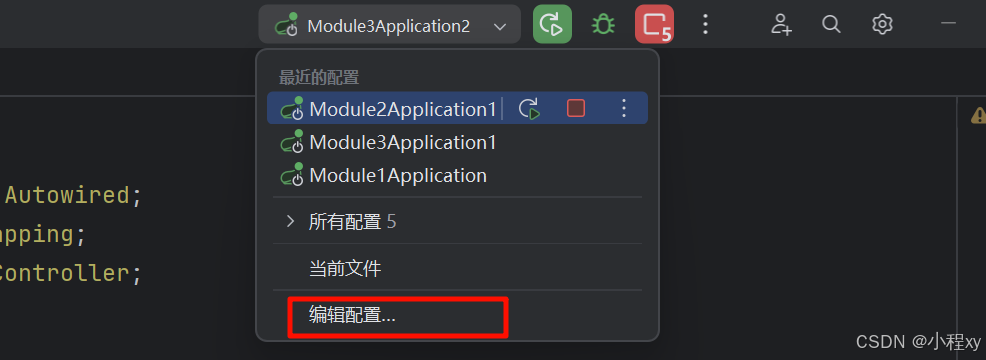 Module3Application2
5
最近的配置
Module2Application1
Module3Application1
Module1Application
Autowired;
所有配置 5
apping;
Controller;
当前文件
编辑配置...
CSDN @小程xy